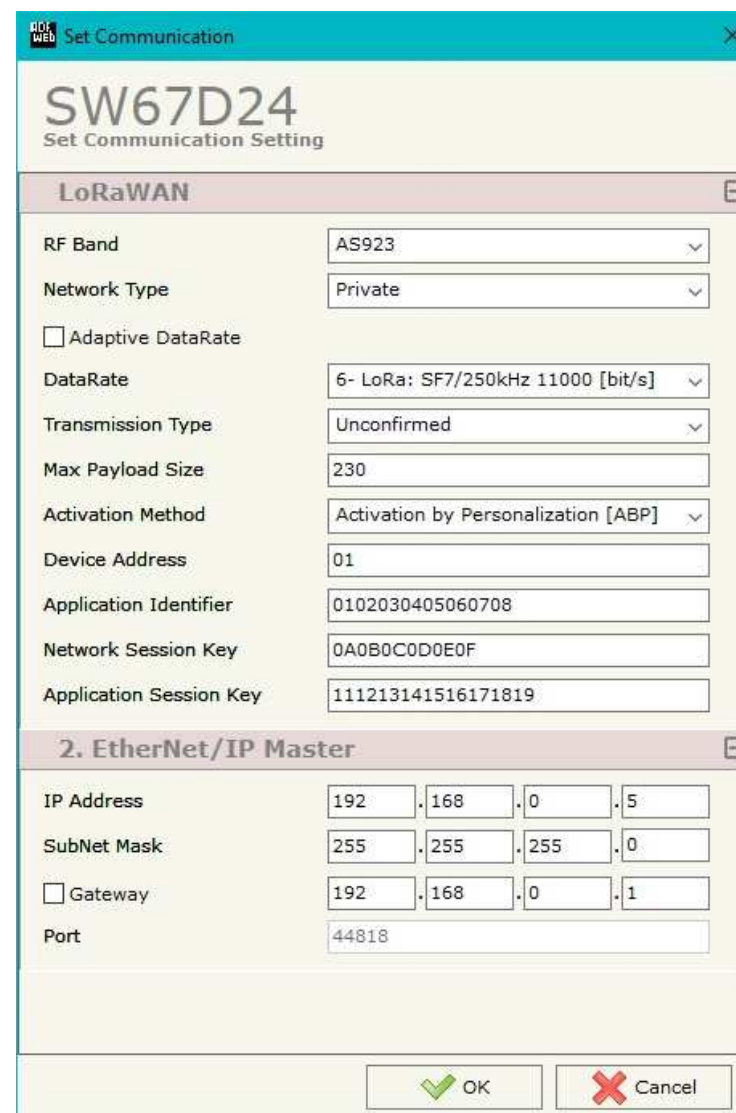 ADF WEB Set Communication
SW67D24
Set Communication Setting
LoRaWAN
RF Band AS923
Network Type Private
Adaptive DataRate
DataRate 6- LoRa: SF7/250kHz 11000 [bit/s]
Transmission Type Unconfirmed
Max Payload Size 230
Activation Method Activation by Personalization [ABP]
Device Address 01
Application Identifier 0102030405060708
Network Session Key 0A0B0C0D0E0F
Application Session Key 111213141516171819
2. EtherNet/IP Master
IP Address 192 . 168 . 0 . 5
SubNet Mask 255 . 255 . 255 . 0
Gateway 192 . 168 . 0 . 1
Port 44818
OK Cancel